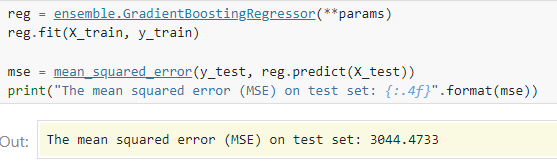 reg = ensemble.GradientBoostingRegressor(**params)
reg.fit(X_train, y_train)
mse = mean_squared_error(y_test, reg.predict(X_test))
print("The mean squared error (MSE) on test set: {:.4f}".format(mse))
Out:
The mean squared error (MSE) on test set: 3044.4733